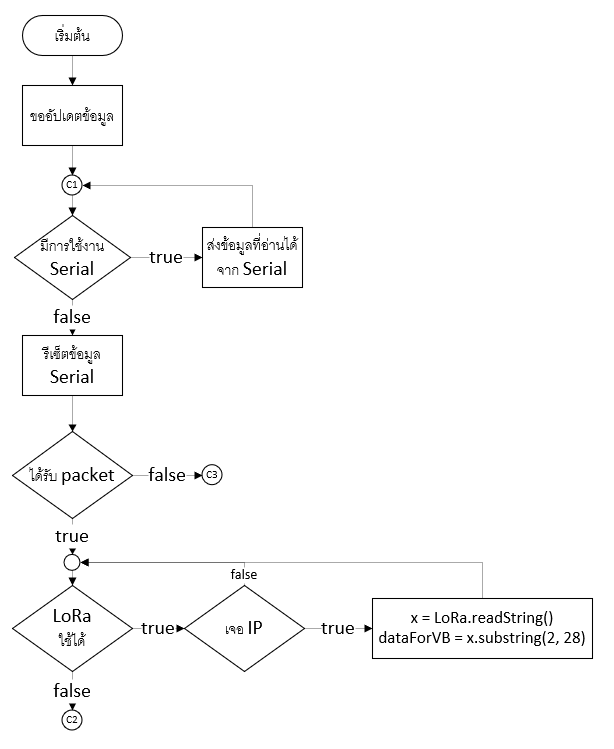 เริ่มต้น
ขออัปเดตข้อมูล
C1
มีการใช้งาน
Serial
true
ส่งข้อมูลที่อ่านได้
จาก Serial
false
รีเซ็ตข้อมูล
Serial
ได้รับ packet
false
C3
true
false
LoRa
ใช้ได้
true
เจอ IP
true
x = LoRa.readString()
dataForVB = x.substring(2, 28)
false
C2